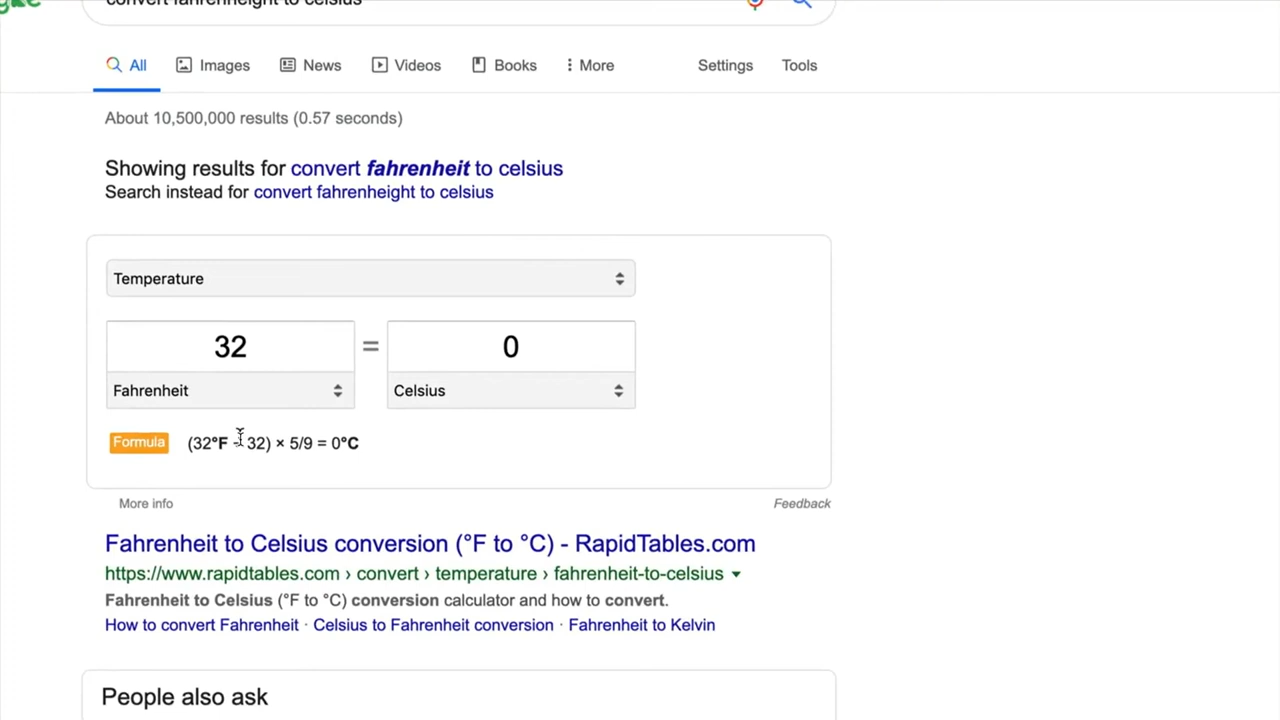 convert fahrenheight to celsius
All Images News Videos Books More Settings Tools
About 10,500,000 results (0.57 seconds)
Showing results for convert fahrenheit to celsius
Search instead for convert fahrenheight to celsius
Temperature
32 = 0
Fahrenheit Celsius
Formula (32°F - 32) × 5/9 = 0°C
More info Feedback
Fahrenheit to Celsius conversion (°F to °C) - RapidTables.com
https://www.rapidtables.com › convert › temperature › fahrenheit-to-celsius
Fahrenheit to Celsius (°F to °C) conversion calculator and how to convert.
How to convert Fahrenheit · Celsius to Fahrenheit conversion · Fahrenheit to Kelvin
People also ask